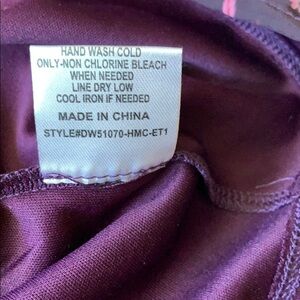 HAND WASH COLD
ONLY-NON CHLORINE BLEACH
WHEN NEEDED
LINE DRY LOW
COOL IRON IF NEEDED
MADE IN CHINA
STYLE#DW51070-HMC-ET1